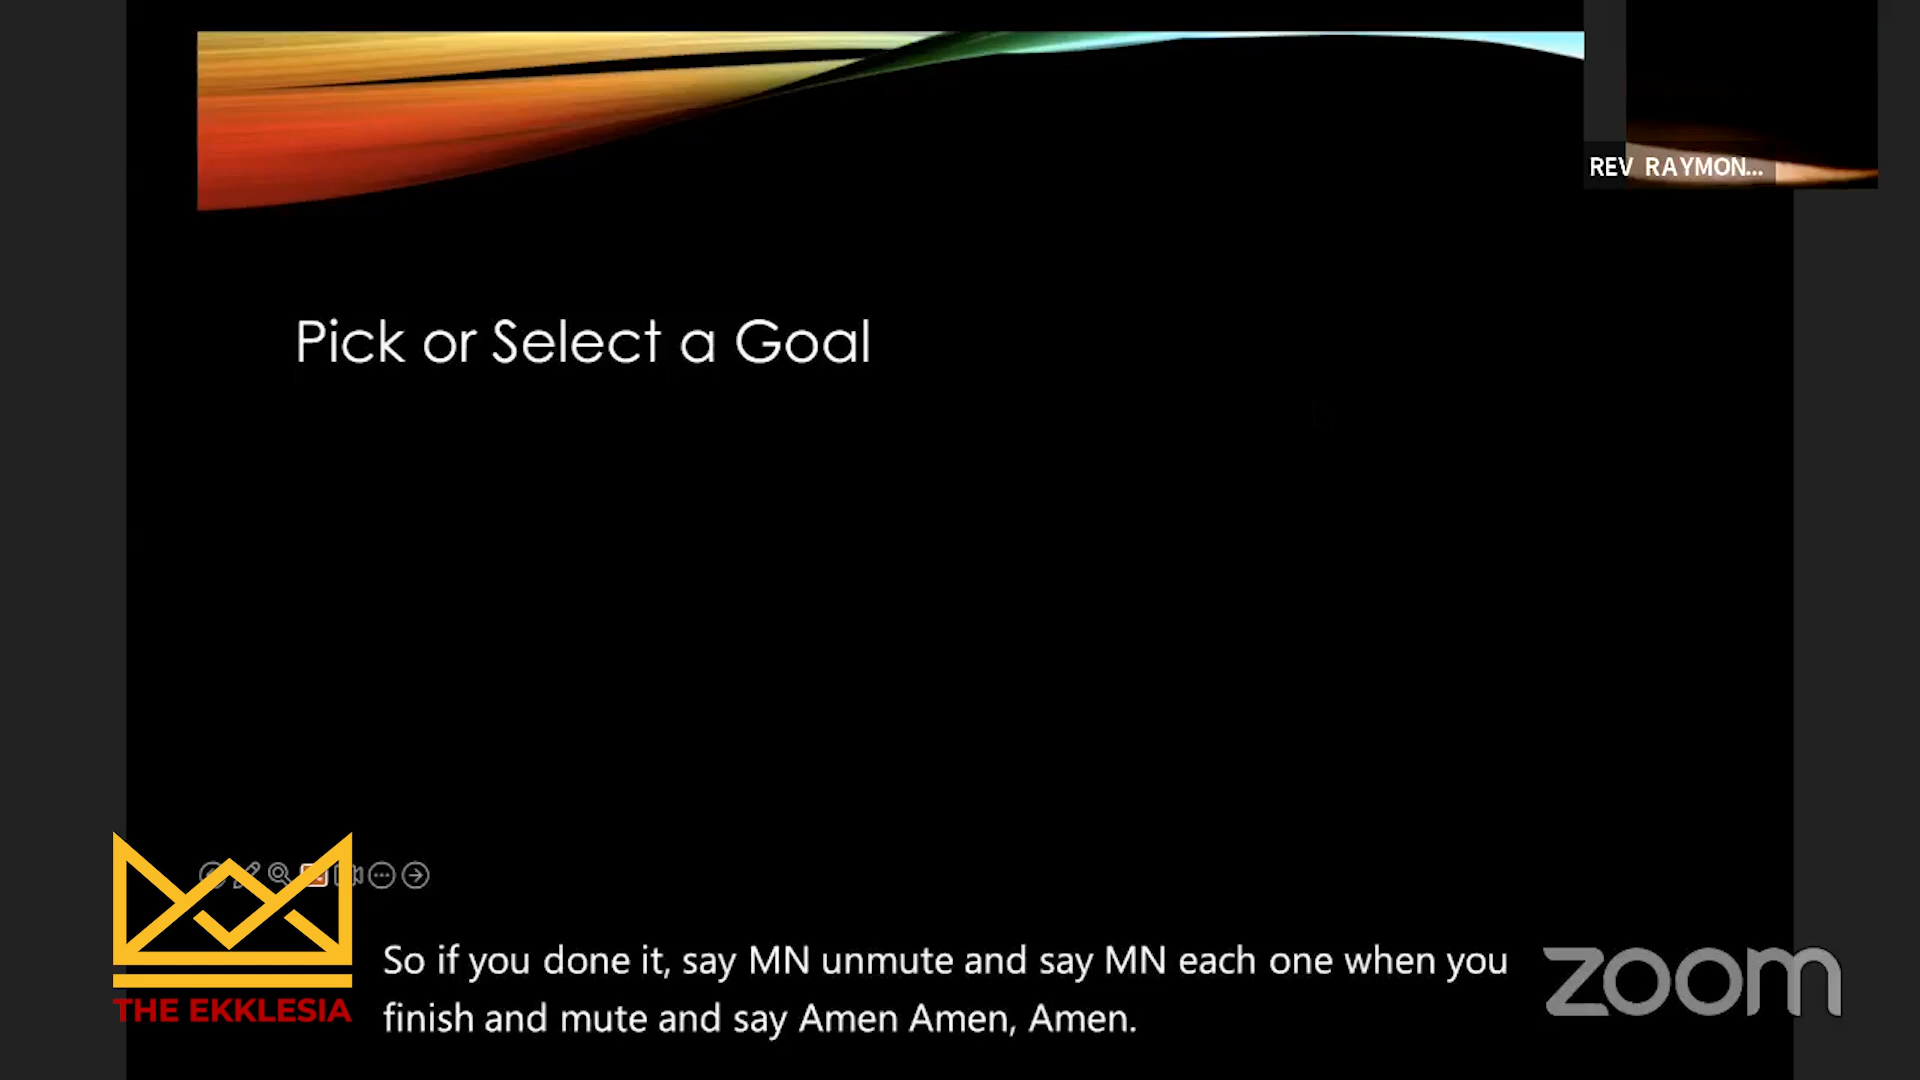 REV RAYMON...
Pick or Select a Goal
THE EKKLESIA
So if you done it, say MN unmute and say MN each one when you
finish and mute and say Amen Amen, Amen.
zoom